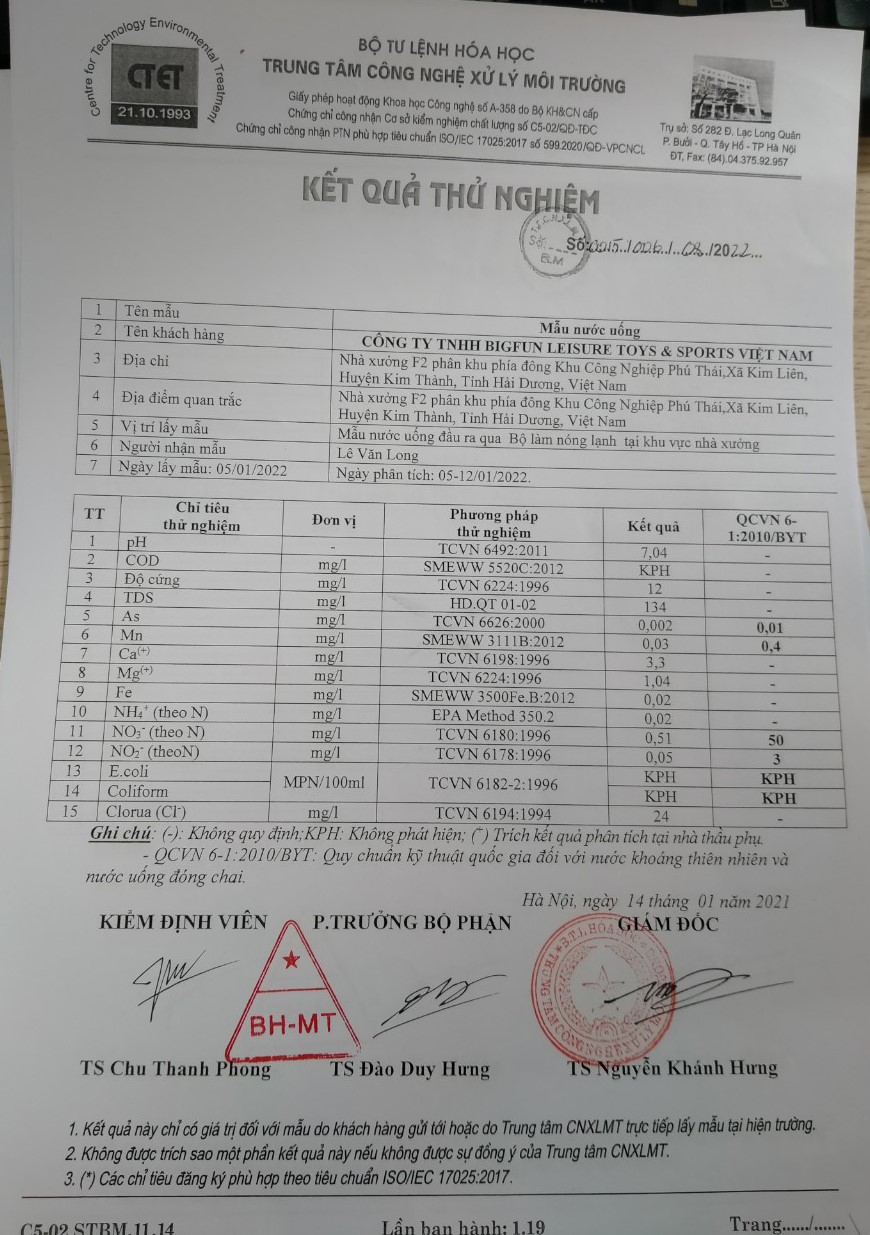 Centre for Technology Environmental Treatment
CTET
21.10.1993
BỘ TƯ LỆNH HÓA HỌC
TRUNG TÂM CÔNG NGHỆ XỬ LÝ MÔI TRƯỜNG
Giấy phép hoạt động Khoa học Công nghệ số A-358 do Bộ KH&CN cấp
Chứng chỉ công nhận Cơ sở kiểm nghiệm chất lượng số C5-02/QĐ-TĐC
Chứng chỉ công nhận PTN phù hợp tiêu chuẩn ISO/IEC 17025:2017 số 599.2020/QĐ-VPCNCL
Trụ sở: Số 282 Đ. Lạc Long Quân
P. Bưởi - Q. Tây Hồ - TP Hà Nội
ĐT, Fax: (84).04.375.92.957
KẾT QUẢ THỬ NGHIỆM
Số: /2022...
1 Tên mẫu Mẫu nước uống
2 Tên khách hàng CÔNG TY TNHH BIGFUN LEISURE TOYS & SPORTS VIỆT NAM
3 Địa chỉ Nhà xưởng F2 phân khu phía đông Khu Công Nghiệp Phú Thái,Xã Kim Liên,
Huyện Kim Thành, Tỉnh Hải Dương, Việt Nam
4 Địa điểm quan trắc Nhà xưởng F2 phân khu phía đông Khu Công Nghiệp Phú Thái,Xã Kim Liên,
Huyện Kim Thành, Tỉnh Hải Dương, Việt Nam
5 Vị trí lấy mẫu Mẫu nước uống đầu ra qua Bộ làm nóng lạnh tại khu vực nhà xưởng
6 Người nhận mẫu Lê Văn Long
7 Ngày lấy mẫu: 05/01/2022 Ngày phân tích: 05-12/01/2022.
TT Chỉ tiêu thử nghiệm Đơn vị Phương pháp thử nghiệm Kết quả QCVN 6-1:2010/BYT
1 pH - TCVN 6492:2011 7,04 -
2 COD mg/l SMEWW 5520C:2012 KPH -
3 Độ cứng mg/l TCVN 6224:1996 12 -
4 TDS mg/l HD.QT 01-02 134 -
5 As mg/l TCVN 6626:2000 0,002 0,01
6 Mn mg/l SMEWW 3111B:2012 0,03 0,4
7 Ca(+) mg/l TCVN 6198:1996 3,3 -
8 Mg(+) mg/l TCVN 6224:1996 1,04 -
9 Fe mg/l SMEWW 3500Fe.B:2012 0,02 -
10 NH₄⁺ (theo N) mg/l EPA Method 350.2 0,02 -
11 NO₃⁻ (theo N) mg/l TCVN 6180:1996 0,51 50
12 NO₂⁻ (theoN) mg/l TCVN 6178:1996 0,05 3
13 E.coli MPN/100ml TCVN 6182-2:1996 KPH KPH
14 Coliform KPH KPH
15 Clorua (Cl⁻) mg/l TCVN 6194:1994 24 -
Ghi chú: (-): Không quy định;KPH: Không phát hiện; (⁺) Trích kết quả phân tích tại nhà thầu phụ.
- QCVN 6-1:2010/BYT: Quy chuẩn kỹ thuật quốc gia đối với nước khoáng thiên nhiên và
nước uống đóng chai.
Hà Nội, ngày 14 tháng 01 năm 2021
KIỂM ĐỊNH VIÊN P.TRƯỞNG BỘ PHẬN GIÁM ĐỐC
BH-MT
TS Chu Thanh Phong TS Đào Duy Hưng TS Nguyễn Khánh Hưng
1. Kết quả này chỉ có giá trị đối với mẫu do khách hàng gửi tới hoặc do Trung tâm CNXLMT trực tiếp lấy mẫu tại hiện trường.
2. Không được trích sao một phần kết quả này nếu không được sự đồng ý của Trung tâm CNXLMT.
3. (*) Các chỉ tiêu đăng ký phù hợp theo tiêu chuẩn ISO/IEC 17025:2017.
C5-02 STBM.11.14 Lần ban hành: 1.19 Trang....../.......